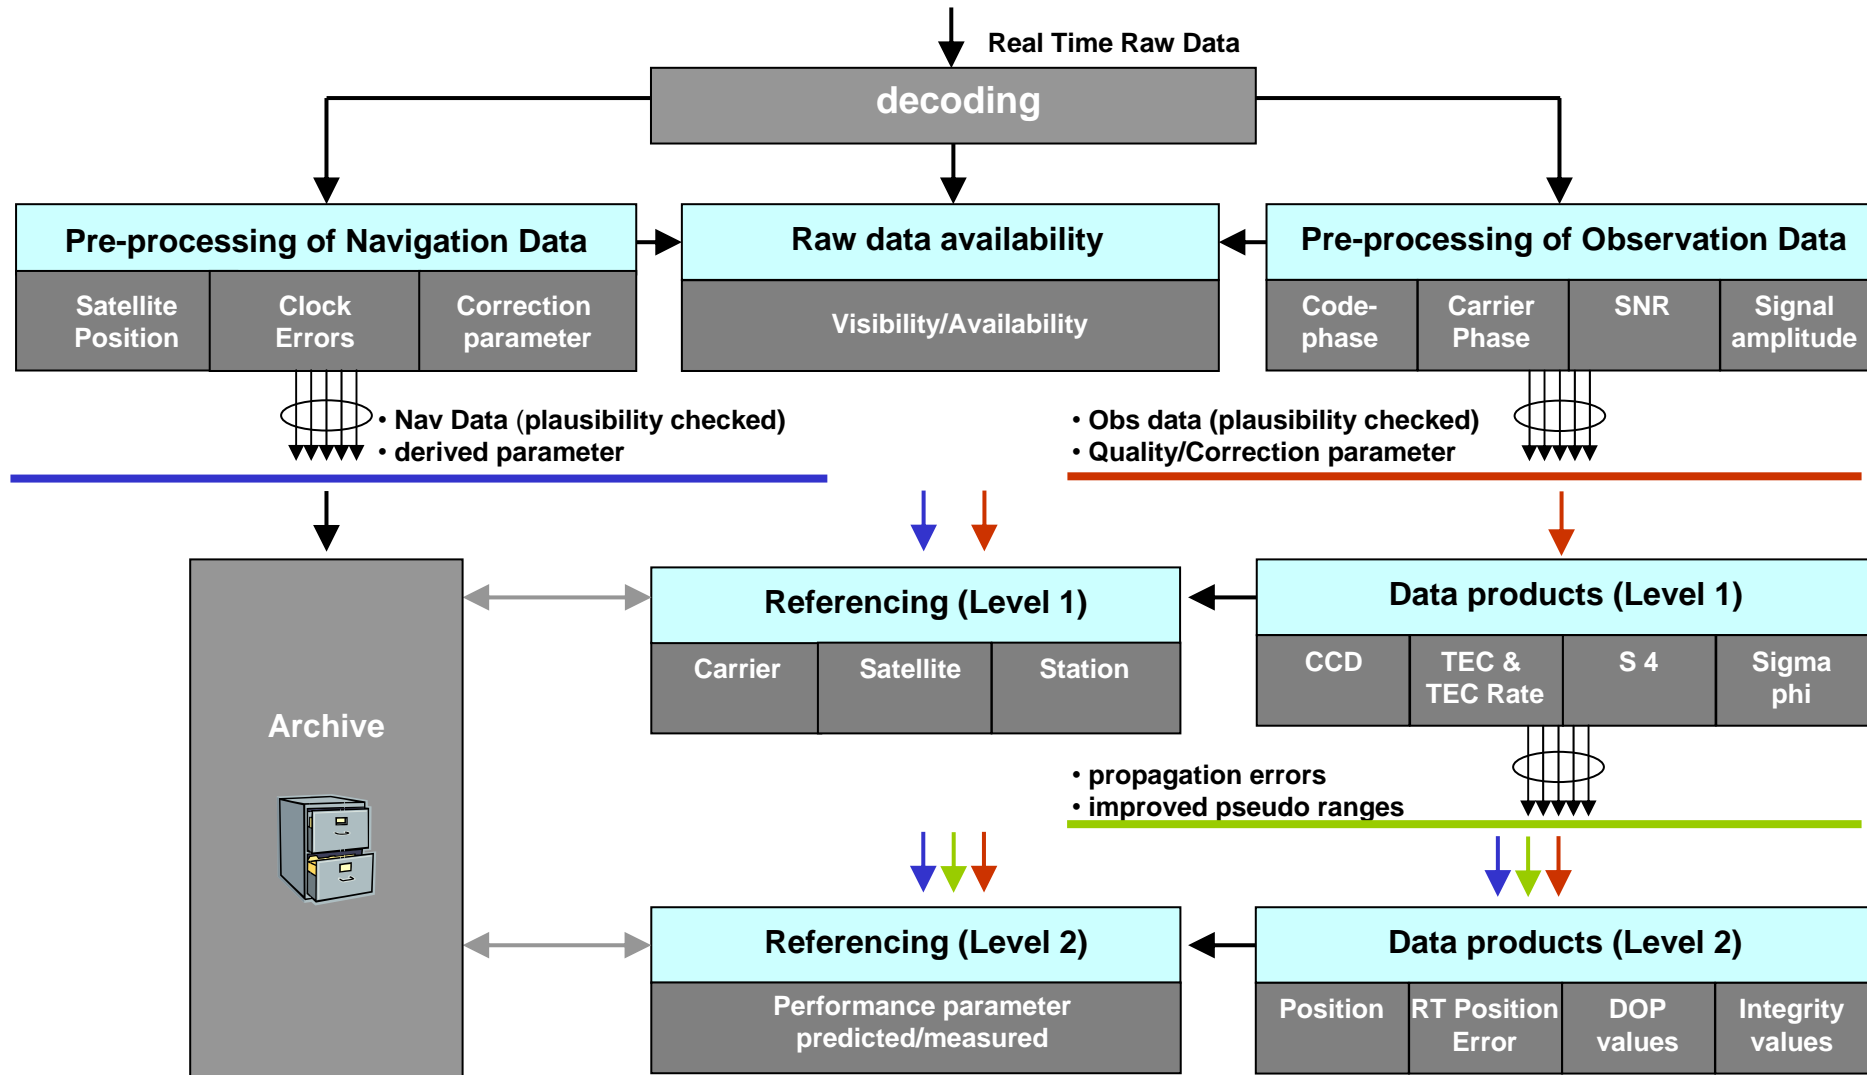 Real Time Raw Data
decoding
Pre-processing of Navigation Data
Satellite
Position
Clock
Errors
Correction
parameter
Raw data availability
Visibility/Availability
Pre-processing of Observation Data
Code-
phase
Carrier
Phase
SNR
Signal
amplitude
• Nav Data (plausibility checked)
• derived parameter
• Obs data (plausibility checked)
• Quality/Correction parameter
Archive
Referencing (Level 1)
Carrier
Satellite
Station
Data products (Level 1)
CCD
TEC &
TEC Rate
S 4
Sigma
phi
• propagation errors
• improved pseudo ranges
Referencing (Level 2)
Performance parameter
predicted/measured
Data products (Level 2)
Position
RT Position
Error
DOP
values
Integrity
values